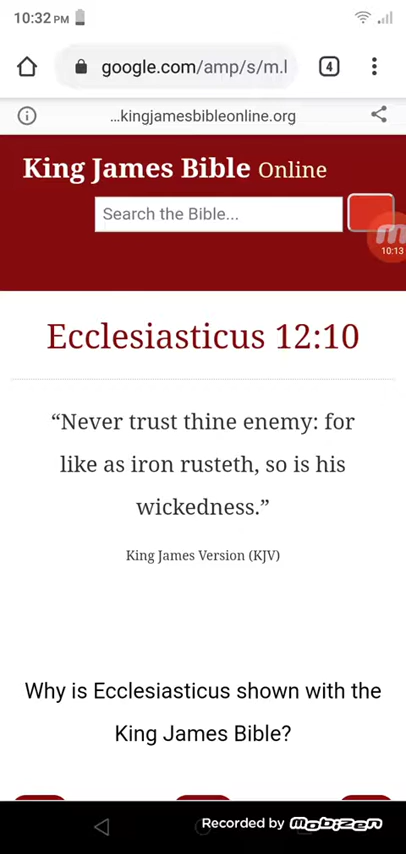 10:32 PM
google.com/amp/s/m.l
4
...kingjamesbibleonline.org
King James Bible Online
Search the Bible...
10:13
Ecclesiasticus 12:10
“Never trust thine enemy: for
like as iron rusteth, so is his
wickedness.”
King James Version (KJV)
Why is Ecclesiasticus shown with the
King James Bible?
Recorded by Mobizen